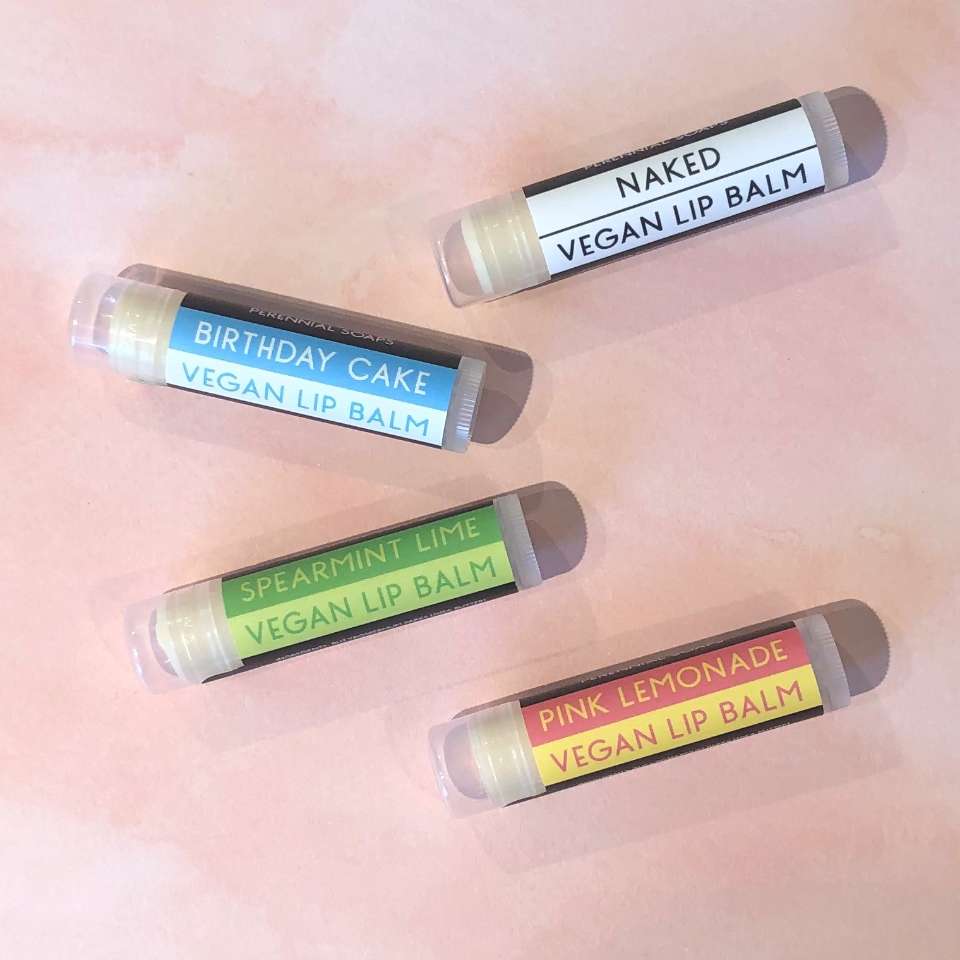 PERENNIAL SOAPS
NAKED
VEGAN LIP BALM
PERENNIAL SOAPS
BIRTHDAY CAKE
VEGAN LIP BALM
SPEARMINT LIME
VEGAN LIP BALM
PERENNIAL
PINK LEMONADE
VEGAN LIP BALM